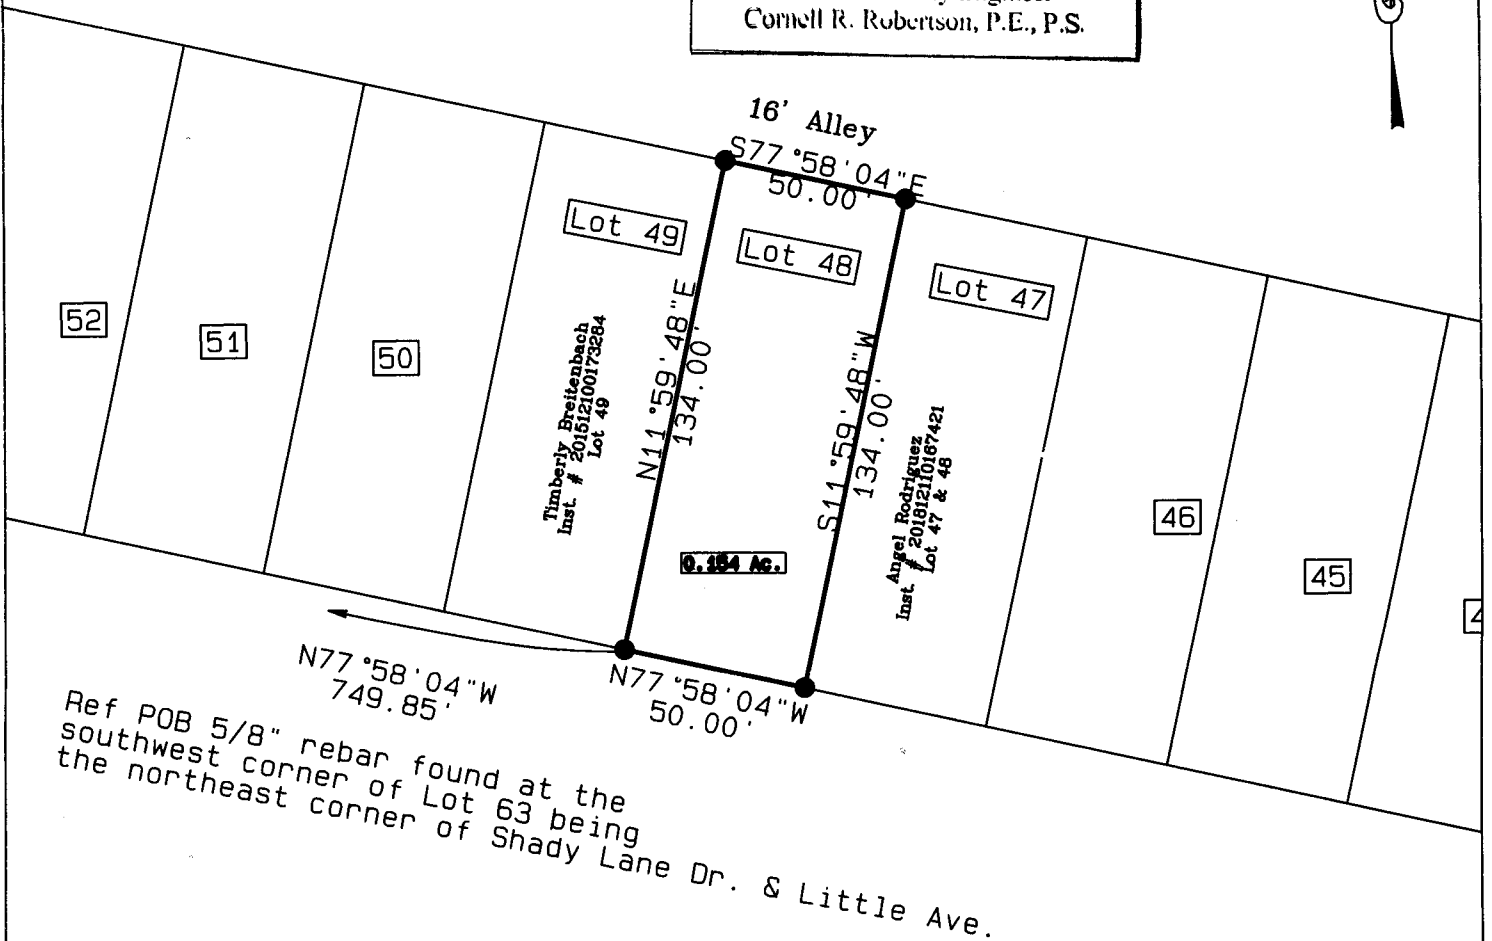 Cornell R. Robertson, P.E., P.S.
16' Alley
S77°58'04"E
50.00'
Lot 49
Lot 48
Lot 47
52
51
50
46
45
N11°59'48"E
134.00'
S11°59'48"W
134.00'
Timberly Breitenbach
Inst. # 201512100173284
Lot 49
Angel Rodriguez
Inst. # 201812110167421
Lot 47 & 48
0.154 Ac.
N77°58'04"W
749.85'
N77°58'04"W
50.00'
Ref POB 5/8" rebar found at the
southwest corner of Lot 63 being
the northeast corner of Shady Lane Dr. & Little Ave.